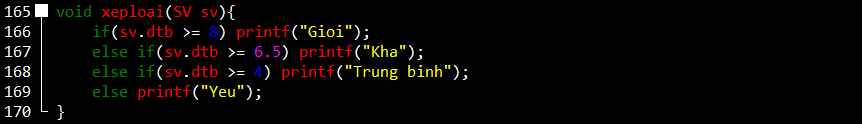 165 void xeploai(SV sv){
166 if(sv.dtb >= 8) printf("Gioi");
167 else if(sv.dtb >= 6.5) printf("Kha");
168 else if(sv.dtb >= 4) printf("Trung binh");
169 else printf("Yeu");
170 }